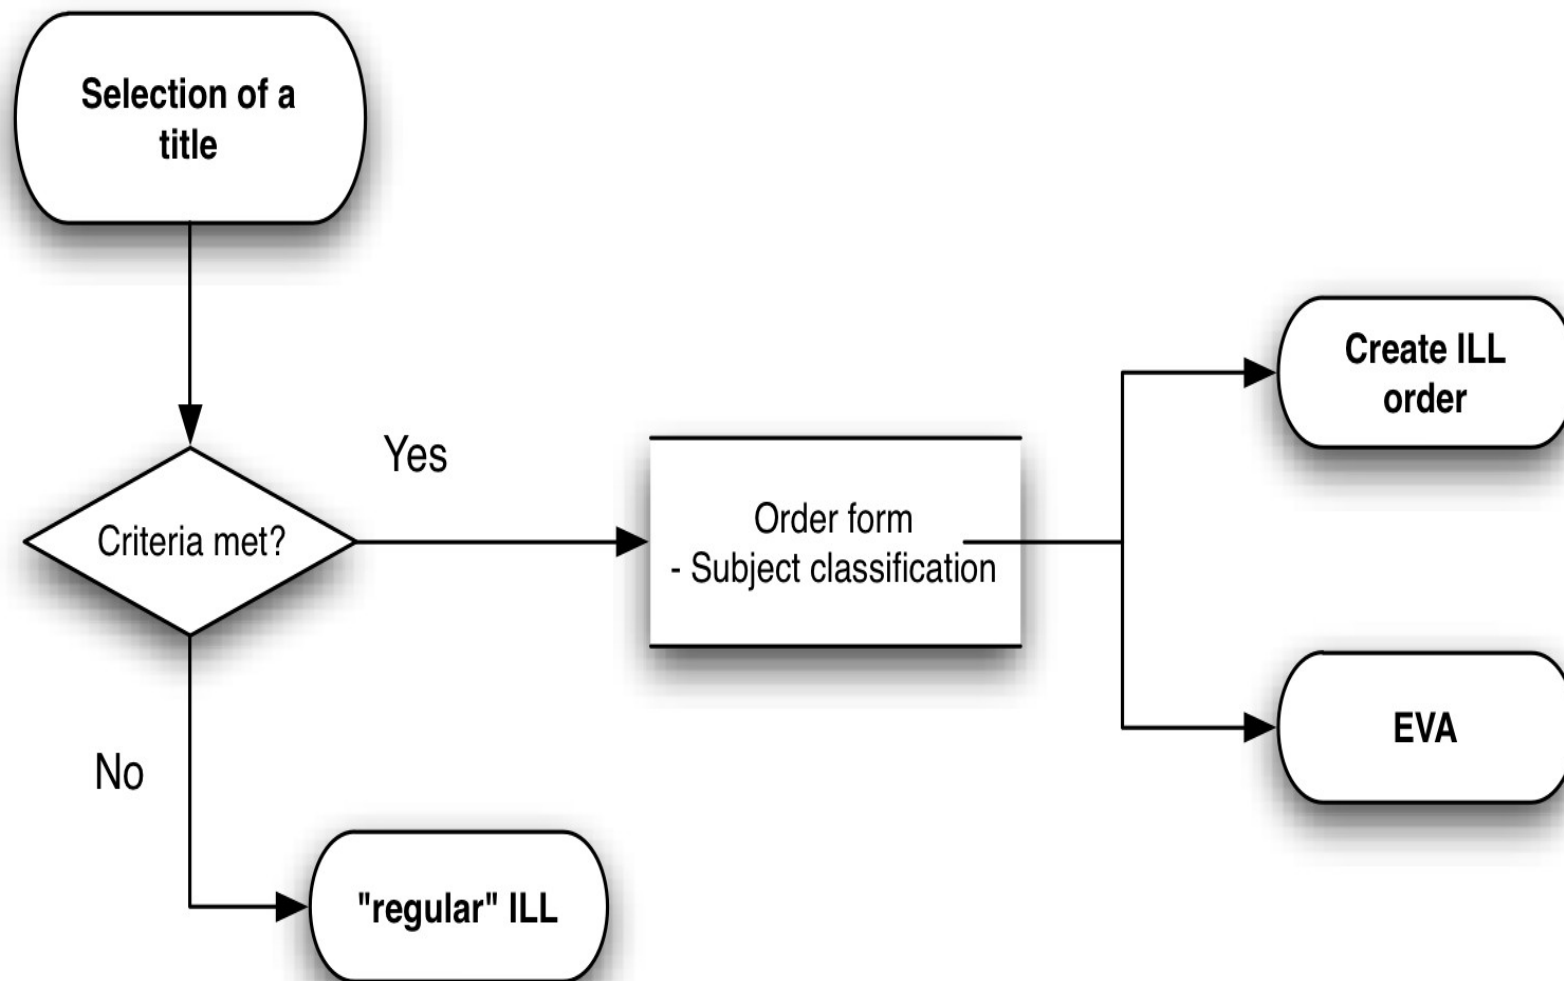 Selection of a
title
Criteria met?
Yes
No
Order form
- Subject classification
Create ILL
order
EVA
"regular" ILL